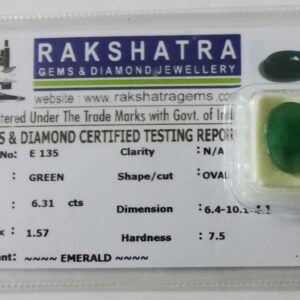 RAKSHATRA
GEMS & DIAMOND JEWELLERY
website : www.rakshatragems.com
tered Under The Trade Marks with Govt. of Ind
S & DIAMOND CERTIFIED TESTING REPOR
No: E 135 Clarity N/A
GREEN Shape/cut OVAL
6.31 cts Dimension 6.4-10.1
x 1.57 Hardness 7.5
ent: ~~~~ EMERALD ~~~~